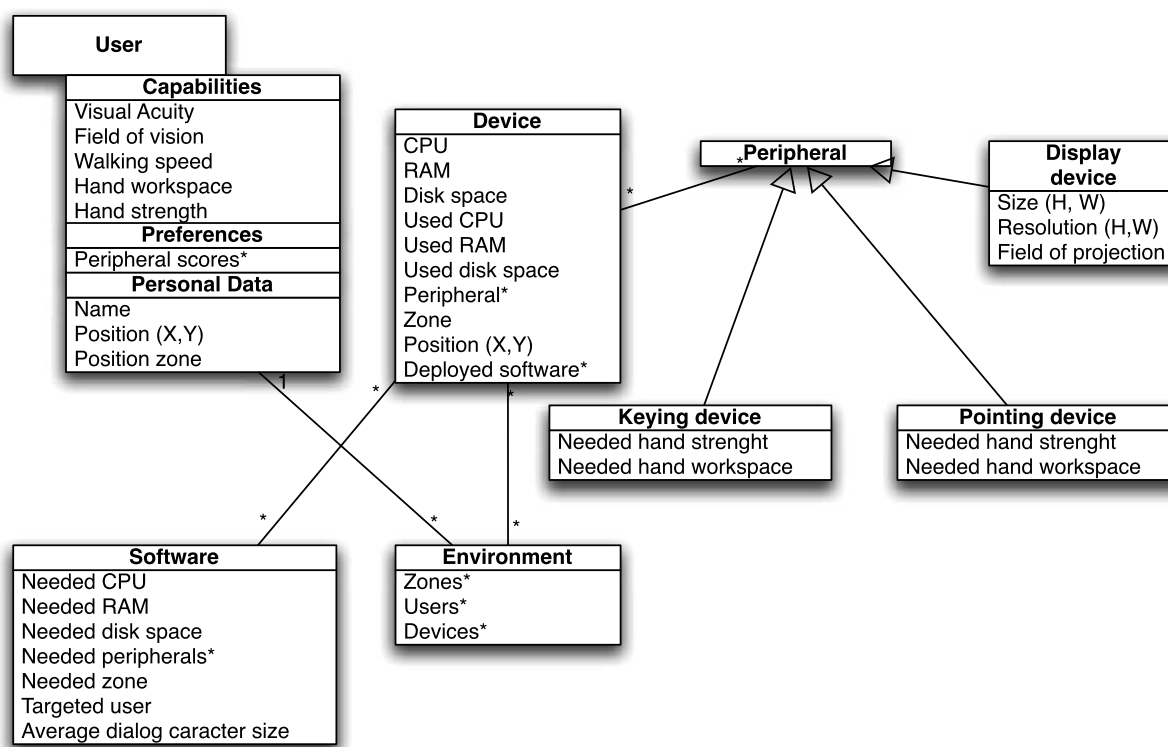 User
Capabilities
Visual Acuity
Field of vision
Walking speed
Hand workspace
Hand strength
Preferences
Peripheral scores*
Personal Data
Name
Position (X,Y)
Position zone
1
*
Device
CPU
RAM
Disk space
Used CPU
Used RAM
Used disk space
Peripheral*
Zone
Position (X,Y)
Deployed software*
*
*
*
*
*
*
Peripheral
Display
device
Size (H, W)
Resolution (H,W)
Field of projection
Keying device
Needed hand strenght
Needed hand workspace
Pointing device
Needed hand strenght
Needed hand workspace
Software
Needed CPU
Needed RAM
Needed disk space
Needed peripherals*
Needed zone
Targeted user
Average dialog caracter size
Environment
Zones*
Users*
Devices*